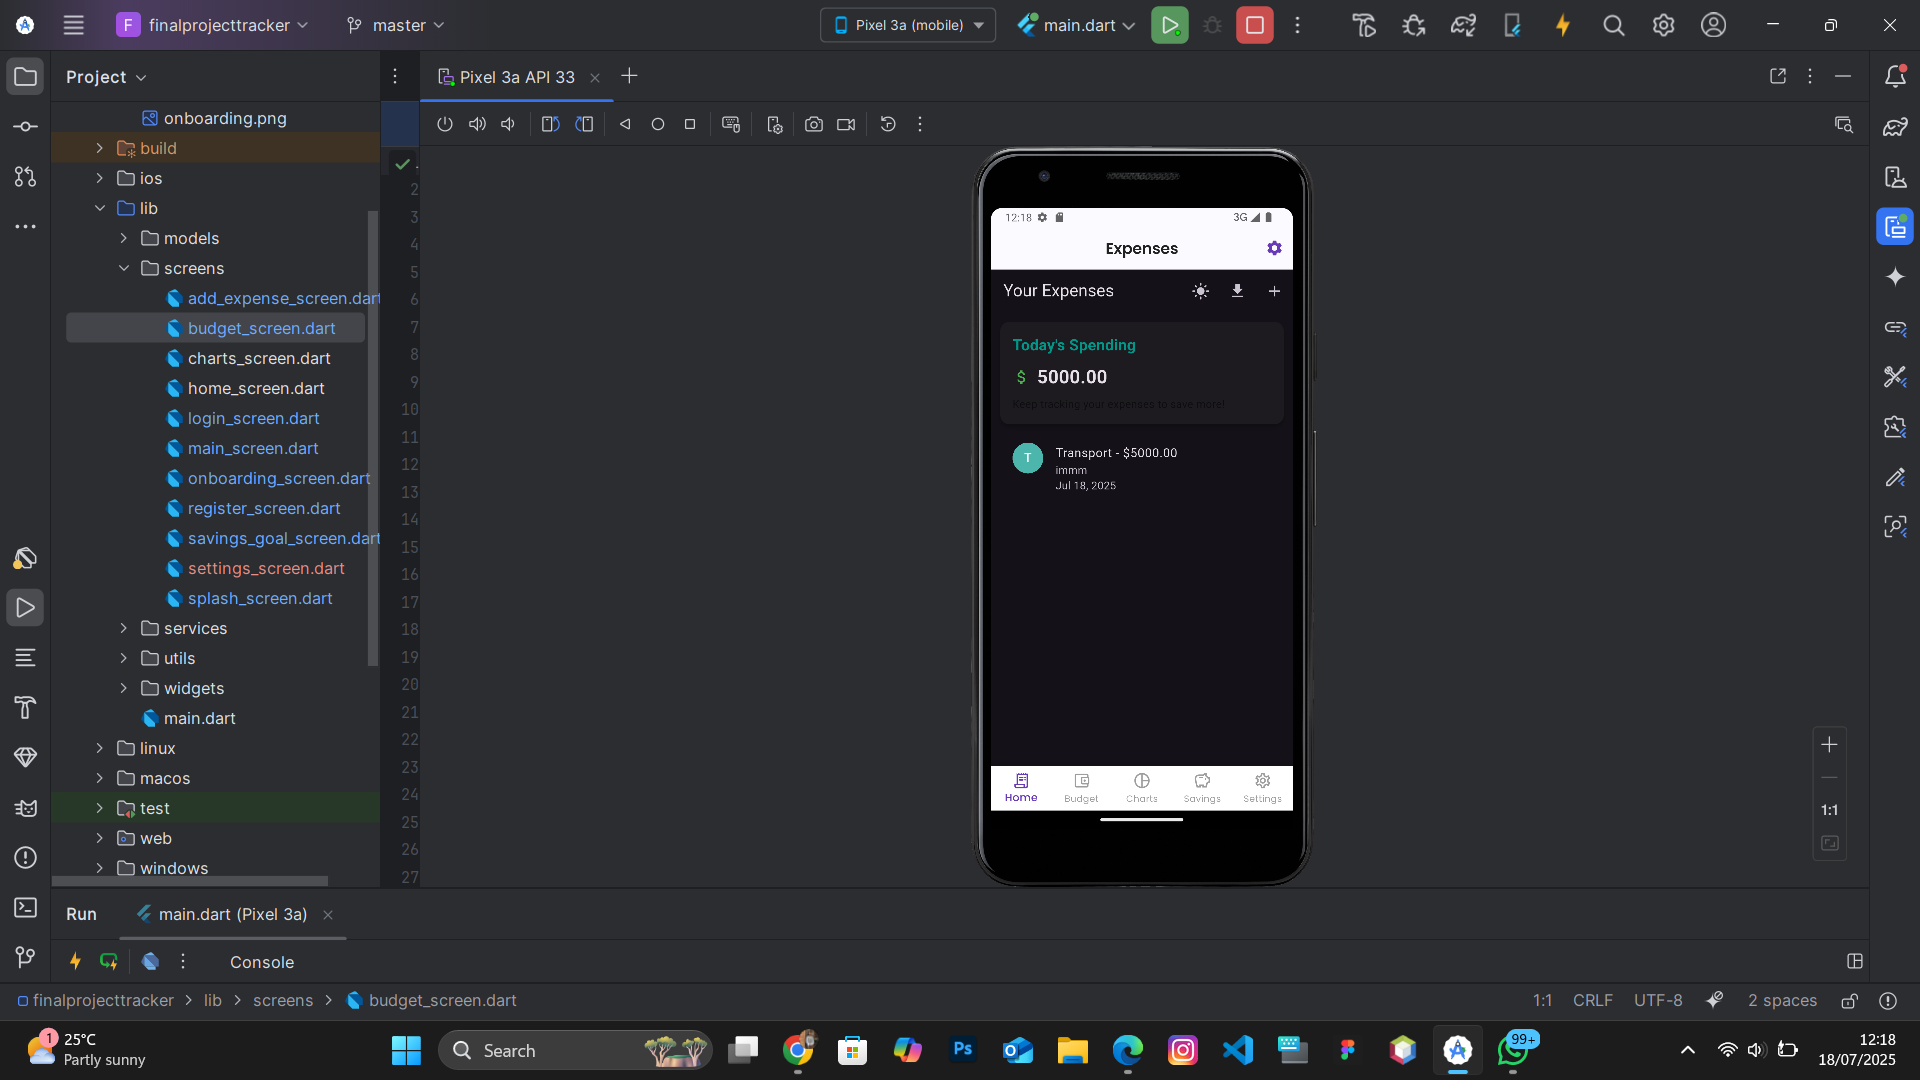 F finalprojecttracker
master
Pixel 3a (mobile)
main.dart
Project
Pixel 3a API 33
onboarding.png
build
ios
lib
models
screens
add_expense_screen.dart
budget_screen.dart
charts_screen.dart
home_screen.dart
login_screen.dart
main_screen.dart
onboarding_screen.dart
register_screen.dart
savings_goal_screen.dart
settings_screen.dart
splash_screen.dart
services
utils
widgets
main.dart
linux
macos
test
web
windows
2
3
4
5
6
7
8
9
10
11
12
13
14
15
16
17
18
19
20
21
22
23
24
25
26
27
12:18
3G
Expenses
Your Expenses
Today's Spending
$ 5000.00
Keep tracking your expenses to save more!
T
Transport - $5000.00
immm
Jul 18, 2025
Home
Budget
Charts
Savings
Settings
1:1
Run
main.dart (Pixel 3a)
Console
finalprojecttracker > lib > screens > budget_screen.dart
1:1
CRLF
UTF-8
2 spaces
1
25°C
Partly sunny
Search
Ps
99+
12:18
18/07/2025